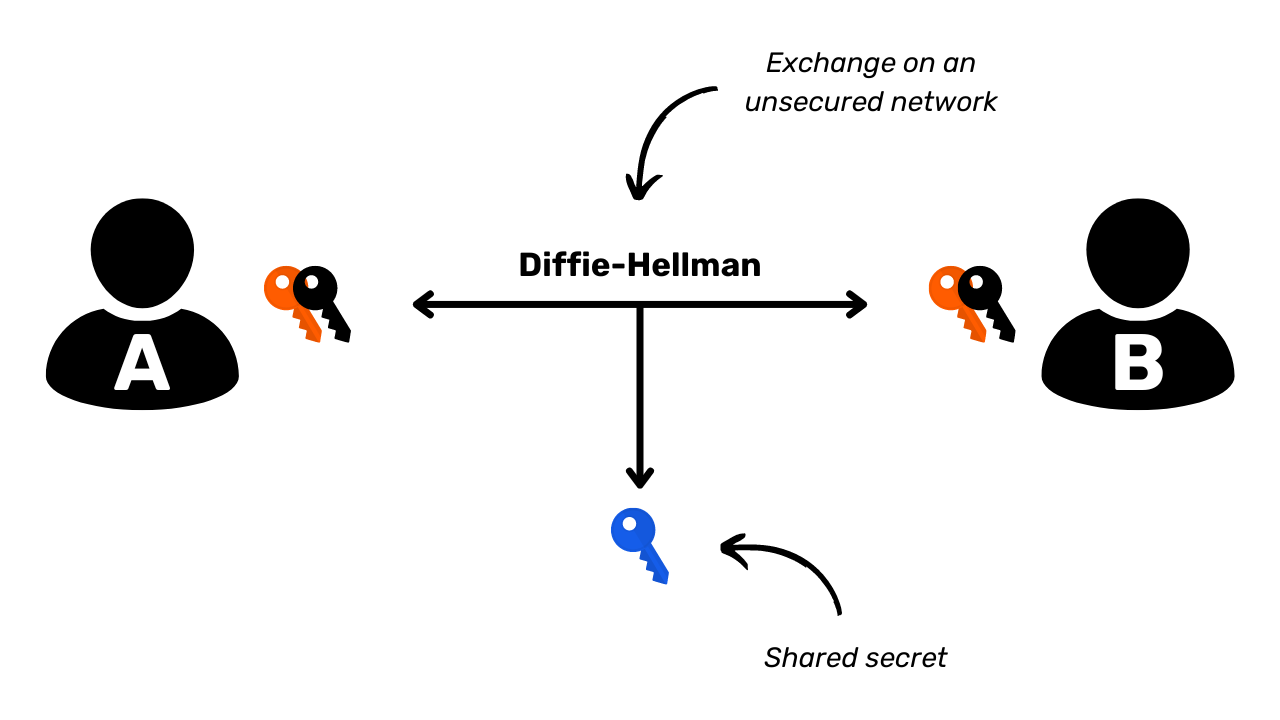 Exchange on an
unsecured network
Diffie-Hellman
A
B
Shared secret